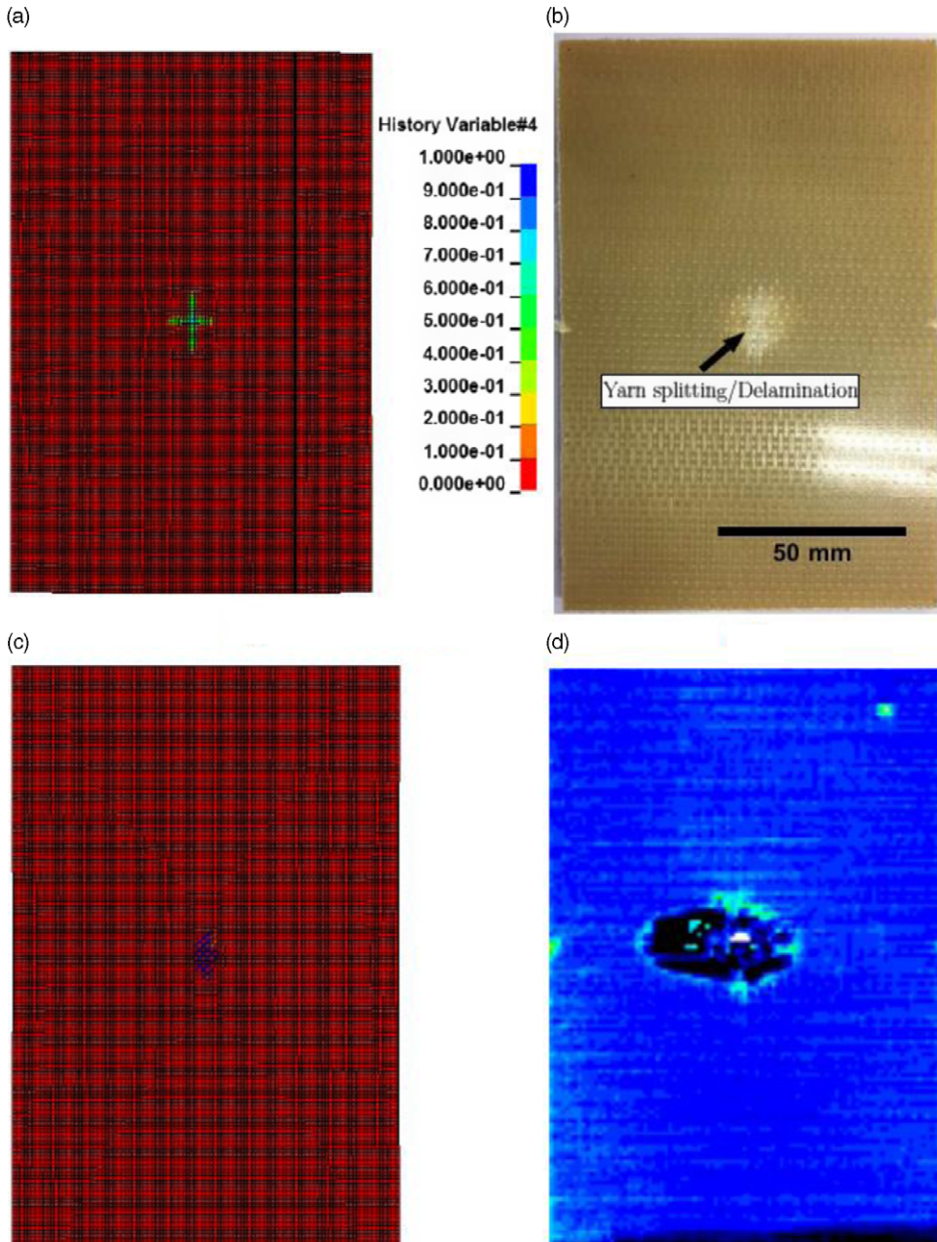 (a)
(b)
History Variable#4
1.000e+00
9.000e-01
8.000e-01
7.000e-01
6.000e-01
5.000e-01
4.000e-01
3.000e-01
2.000e-01
1.000e-01
0.000e+00
Yarn splitting/Delamination
50 mm
(c)
(d)